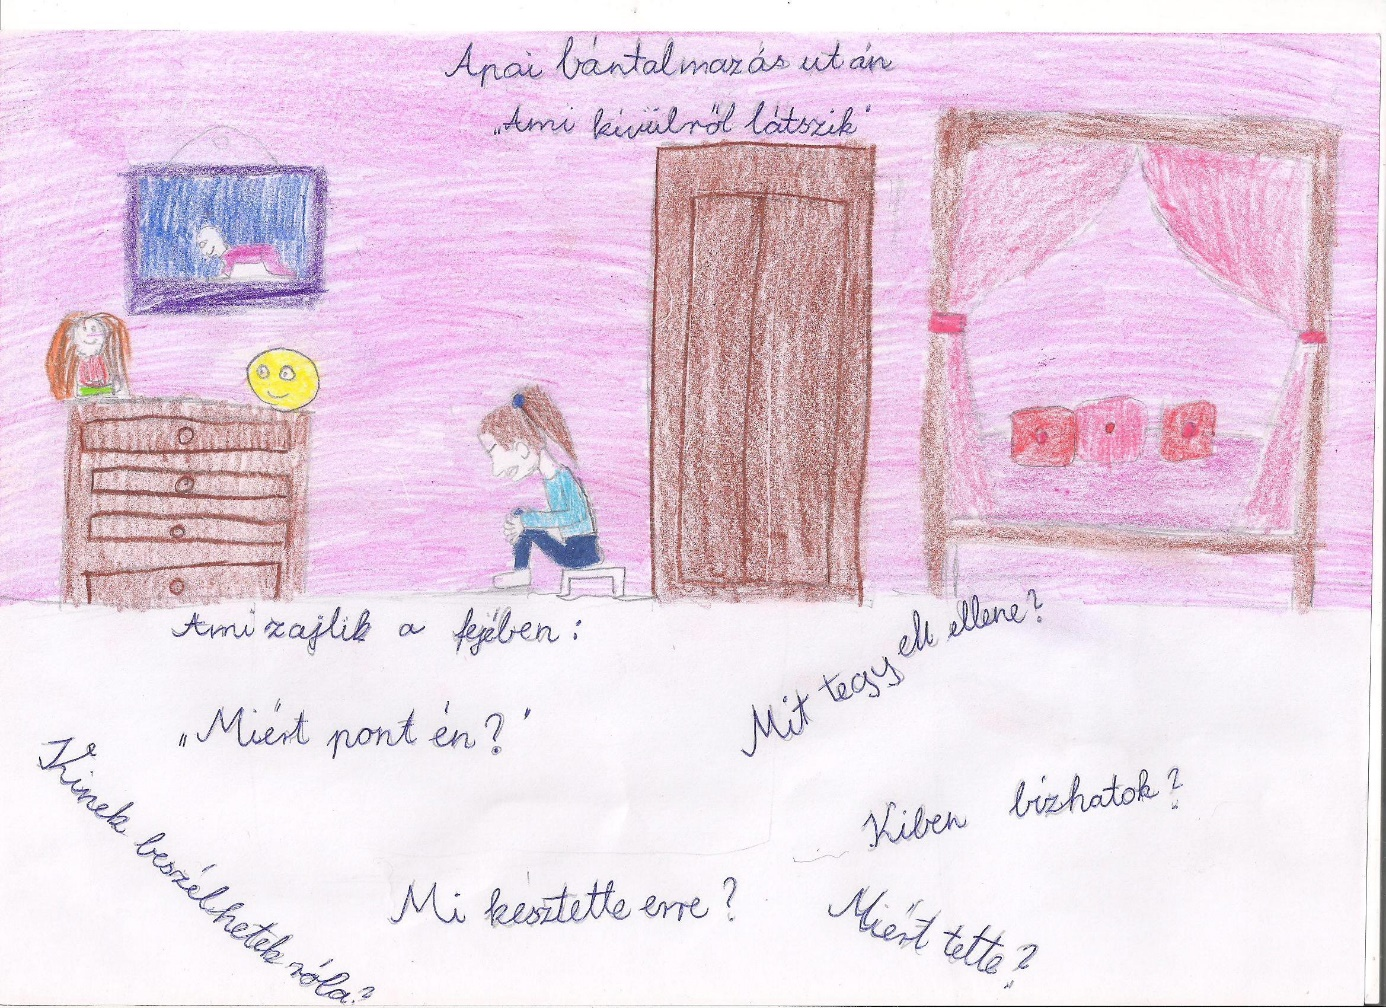 Apai bántalmazás után
„Ami kívülről látszik"
Ami zajlik a fejében:
Mit tegyek ellene?
„Miért pont én?"
Kinek beszélhetek róla?
Kiben bízhatok?
Mi késztette erre?
Miért tette?